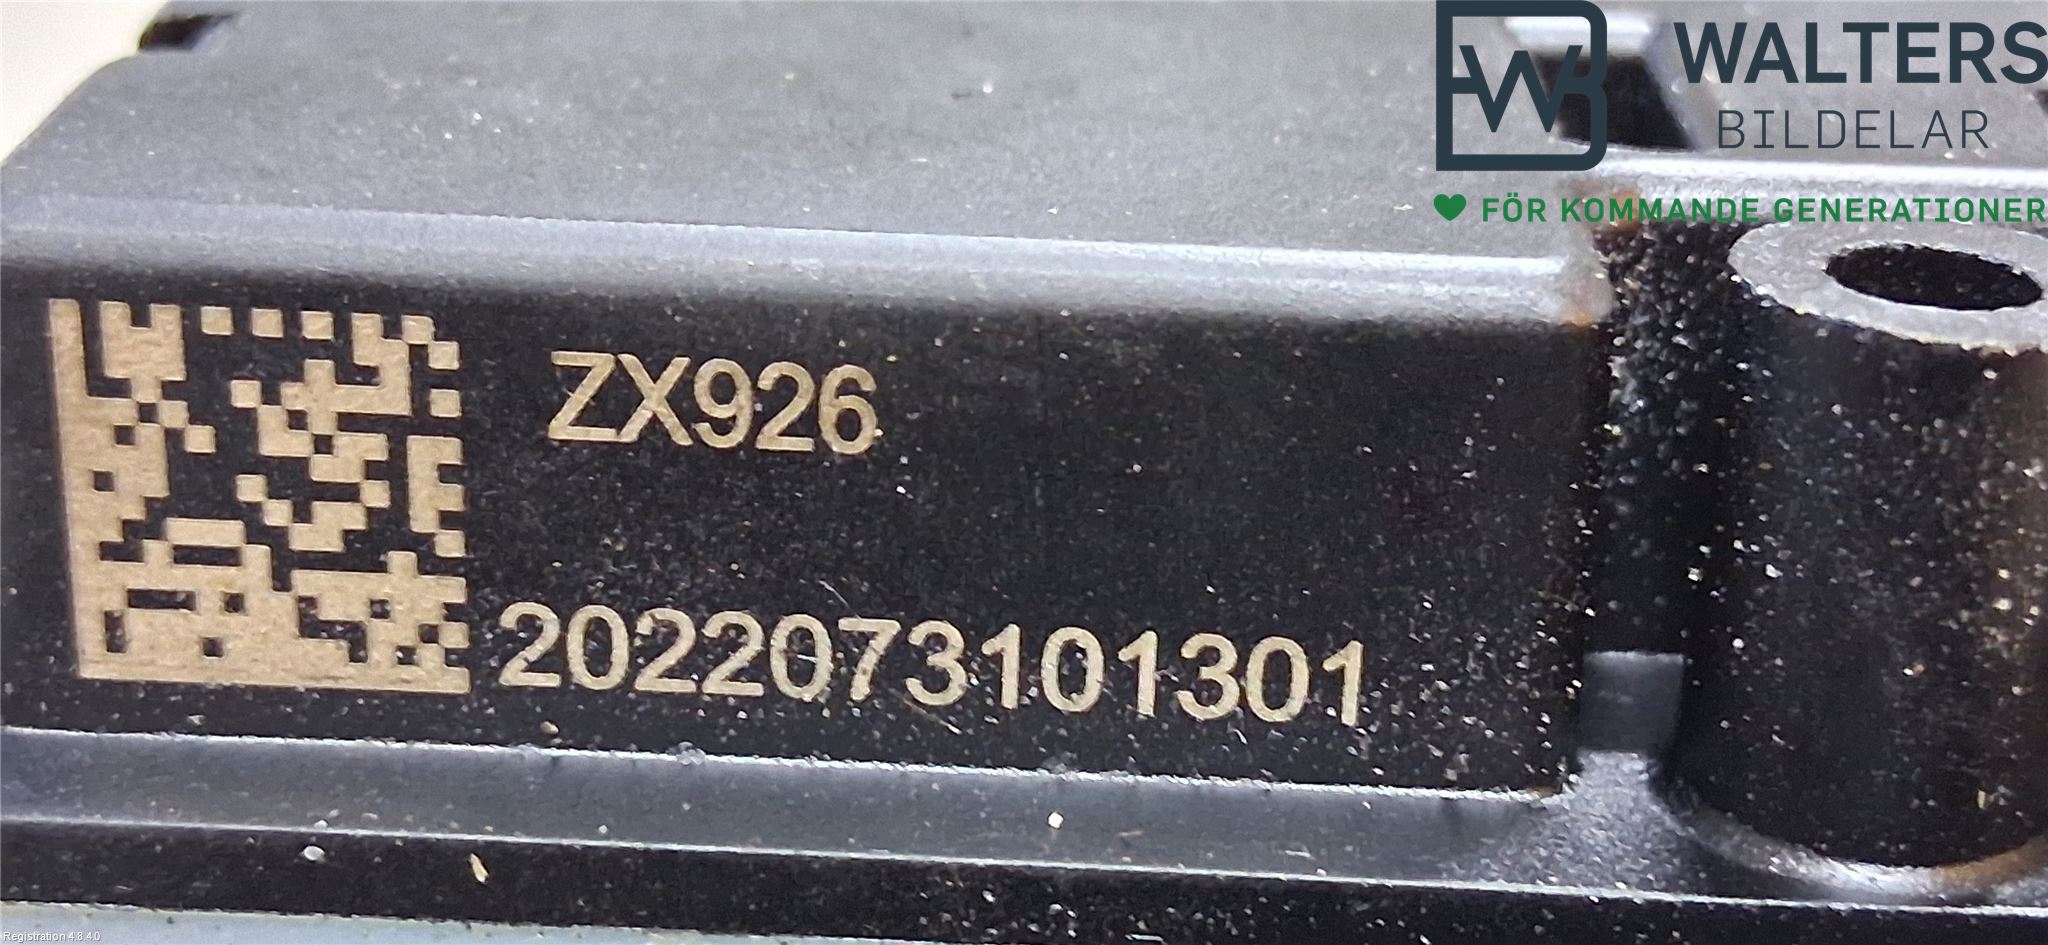 WALTERS
BILDELAR
FÖR KOMMANDE GENERATIONER
ZX926
2022073101301
Registration 4.8.4.0